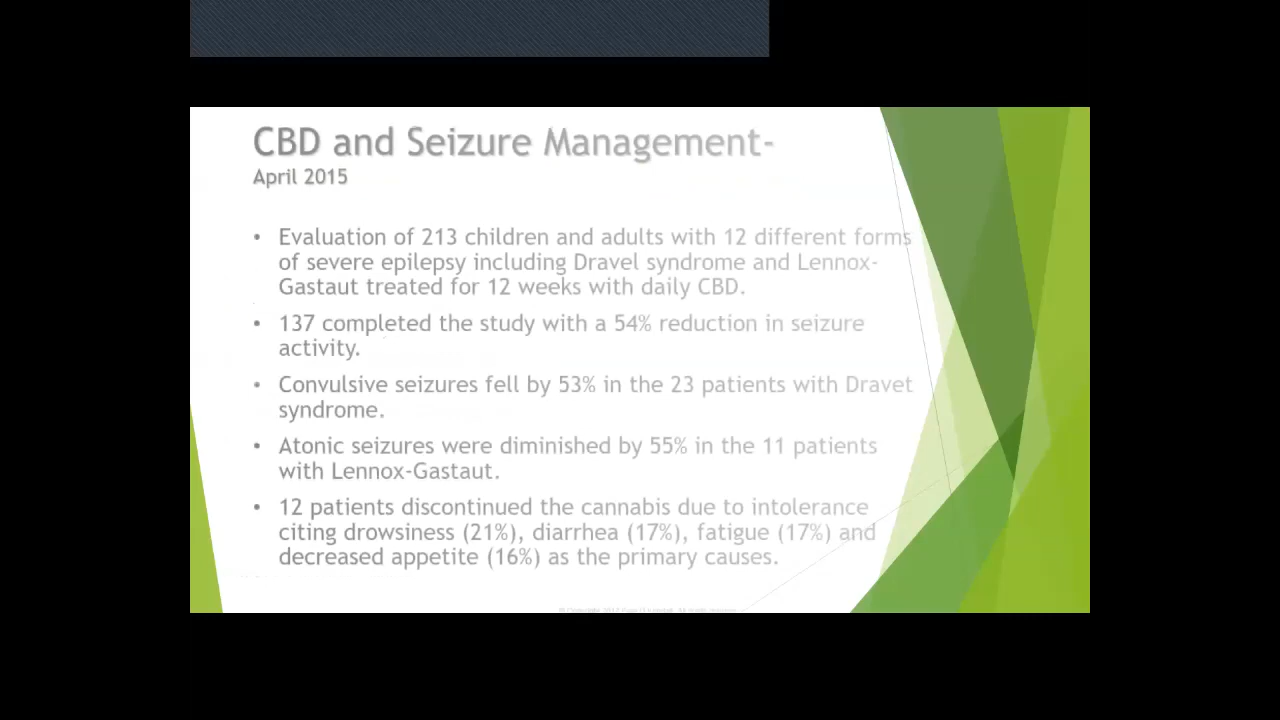 CBD and Seizure Management-
April 2015
• Evaluation of 213 children and adults with 12 different forms
of severe epilepsy including Dravel syndrome and Lennox-
Gastaut treated for 12 weeks with daily CBD.
• 137 completed the study with a 54% reduction in seizure
activity.
• Convulsive seizures fell by 53% in the 23 patients with Dravet
syndrome.
• Atonic seizures were diminished by 55% in the 11 patients
with Lennox-Gastaut.
• 12 patients discontinued the cannabis due to intolerance
citing drowsiness (21%), diarrhea (17%), fatigue (17%) and
decreased appetite (16%) as the primary causes.